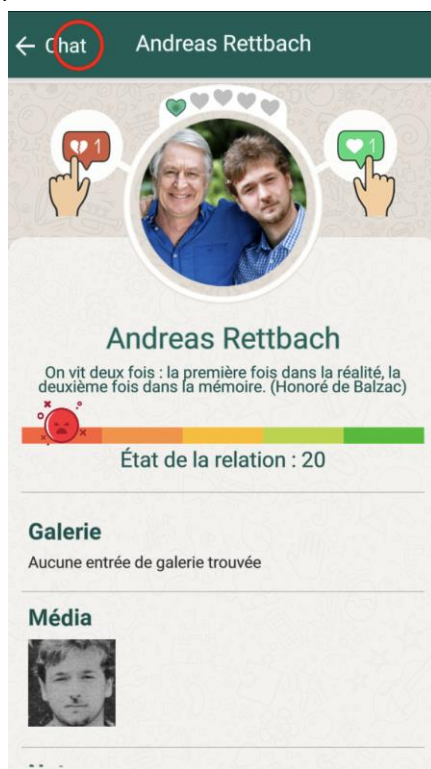 ← Chat Andreas Rettbach
1
1
Andreas Rettbach
On vit deux fois : la première fois dans la réalité, la
deuxième fois dans la mémoire. (Honoré de Balzac)
État de la relation : 20
Galerie
Aucune entrée de galerie trouvée
Média